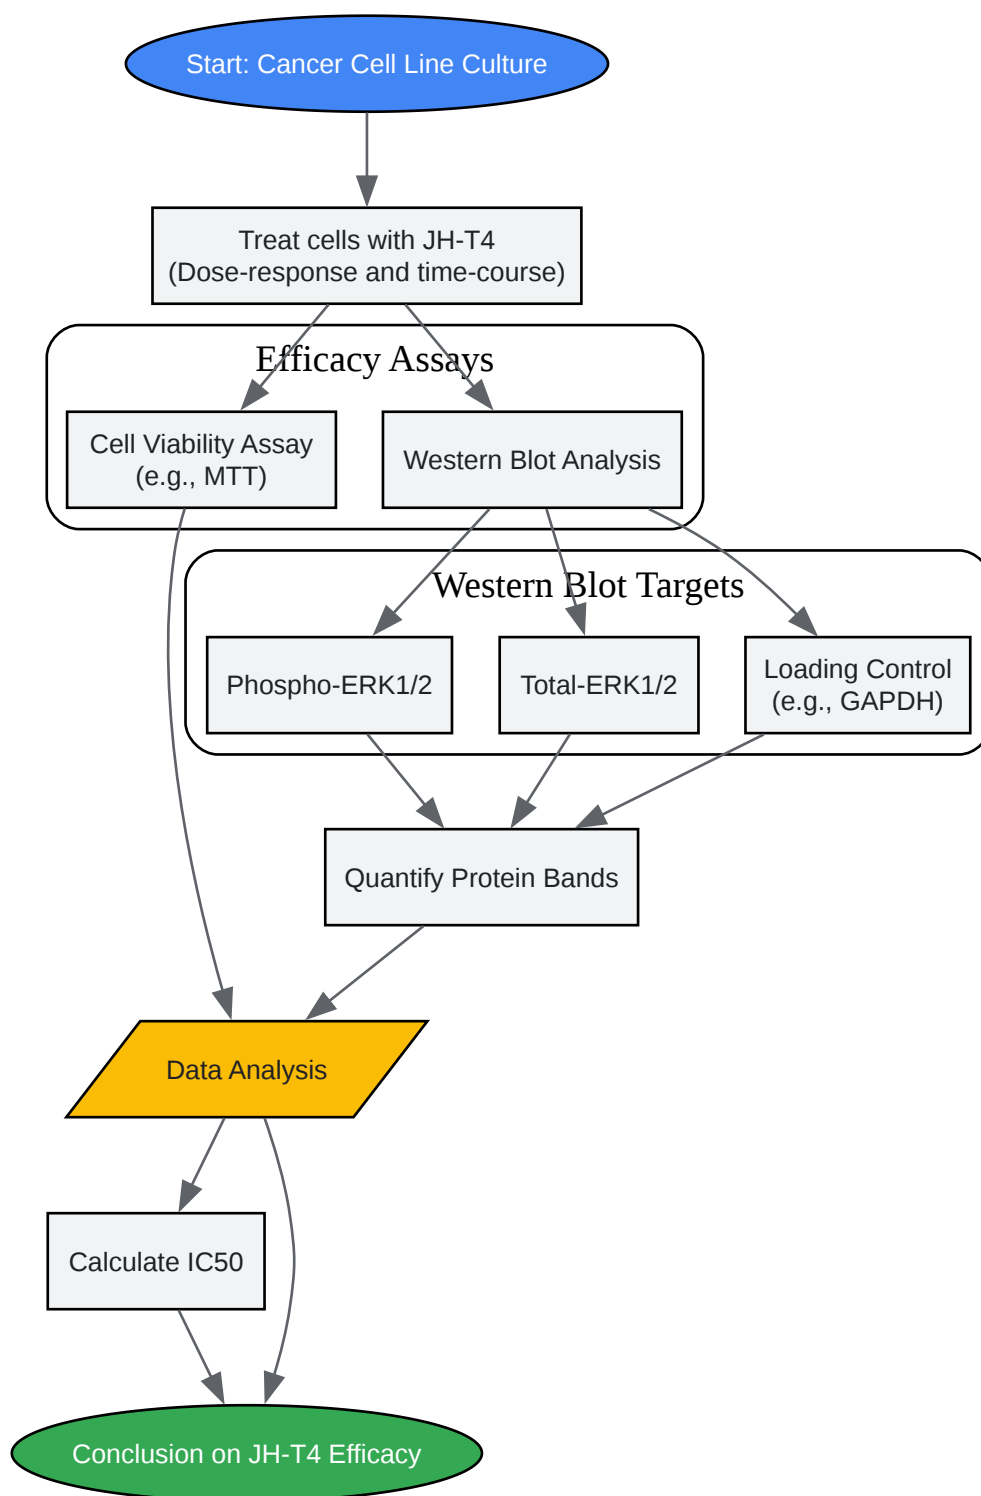 Start: Cancer Cell Line Culture
Treat cells with JH-T4
(Dose-response and time-course)
Efficacy Assays
Cell Viability Assay
(e.g., MTT)
Western Blot Analysis
Western Blot Targets
Phospho-ERK1/2
Total-ERK1/2
Loading Control
(e.g., GAPDH)
Quantify Protein Bands
Data Analysis
Calculate IC50
Conclusion on JH-T4 Efficacy